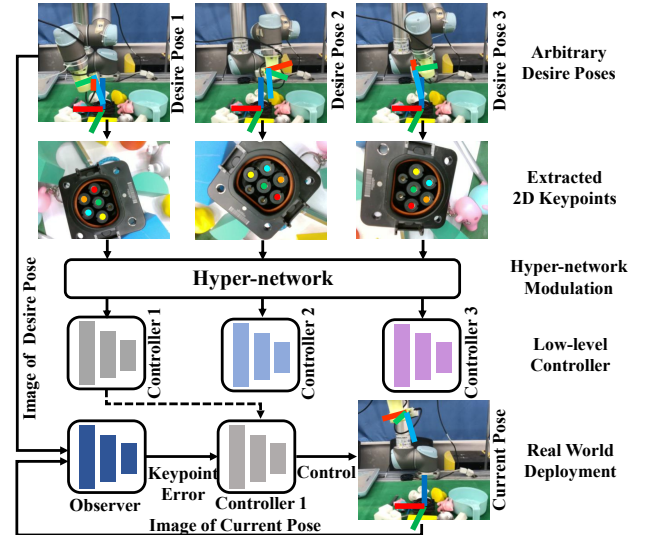 Desire Pose 1
Desire Pose 2
Desire Pose 3
Arbitrary
Desire Poses
Extracted
2D Keypoints
Hyper-network
Hyper-network
Modulation
Image of Desire Pose
Controller 1
Controller 2
Controller 3
Low-level
Controller
Observer
Keypoint
Error
Controller 1
Control
Current Pose
Real World
Deployment
Image of Current Pose